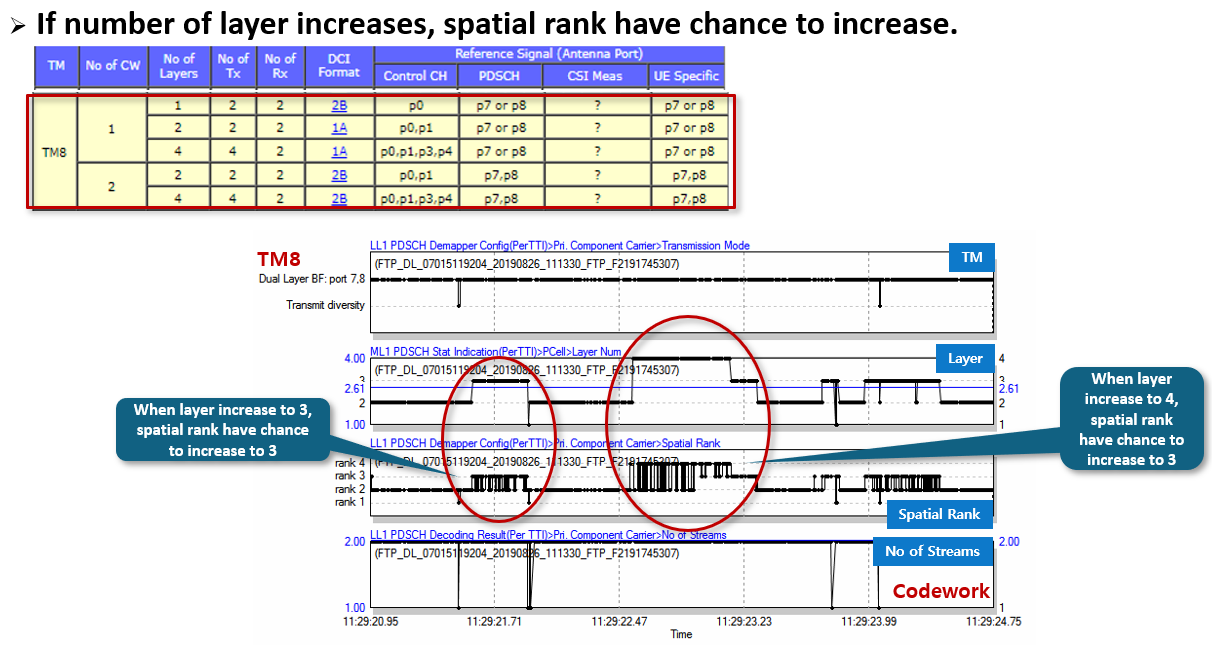 ➢ If number of layer increases, spatial rank have chance to increase.
TM No of CW No of Layers No of Tx No of Rx DCI Format Reference Signal (Antenna Port)
Control CH PDSCH CSI Meas UE Specific
TM8 1 1 2 2 2B p0 p7 or p8 ? p7 or p8
2 2 2 1A p0,p1 p7 or p8 ? p7 or p8
4 4 2 1A p0,p1,p3,p4 p7 or p8 ? p7 or p8
2 2 2 2 2B p0,p1 p7,p8 ? p7,p8
4 4 2 2B p0,p1,p3,p4 p7,p8 ? p7,p8
TM8
LL1 PDSCH Demapper Config(PerTTI)>Pri. Component Carrier>Transmission Mode
TM
(FTP_DL_07015119204_20190826_111330_FTP_F2191745307)
Dual Layer BF: port 7,8
Transmit diversity
ML1 PDSCH Stat Indication(PerTTI)>PCell>Layer Num
Layer
(FTP_DL_07015119204_20190826_111330_FTP_F2191745307)
4.00 4
3 3
2.61 2.61
2 2
1.00 1
When layer increase to 3,
spatial rank have chance
to increase to 3
When layer
increase to 4,
spatial rank
have chance to
increase to 3
LL1 PDSCH Demapper Config(PerTTI)>Pri. Component Carrier>Spatial Rank
(FTP_DL_07015119204_20190826_111330_FTP_F2191745307)
rank 4
rank 3
rank 2
rank 1
Spatial Rank
LL1 PDSCH Decoding Result(Per TTI)>Pri. Component Carrier>No of Streams
2.00 2.00
(FTP_DL_07015119204_20190826_111330_FTP_F2191745307)
No of Streams
Codework
1.00 1
11:29:20.95 11:29:21.71 11:29:22.47 11:29:23.23 11:29:23.99 11:29:24.75
Time